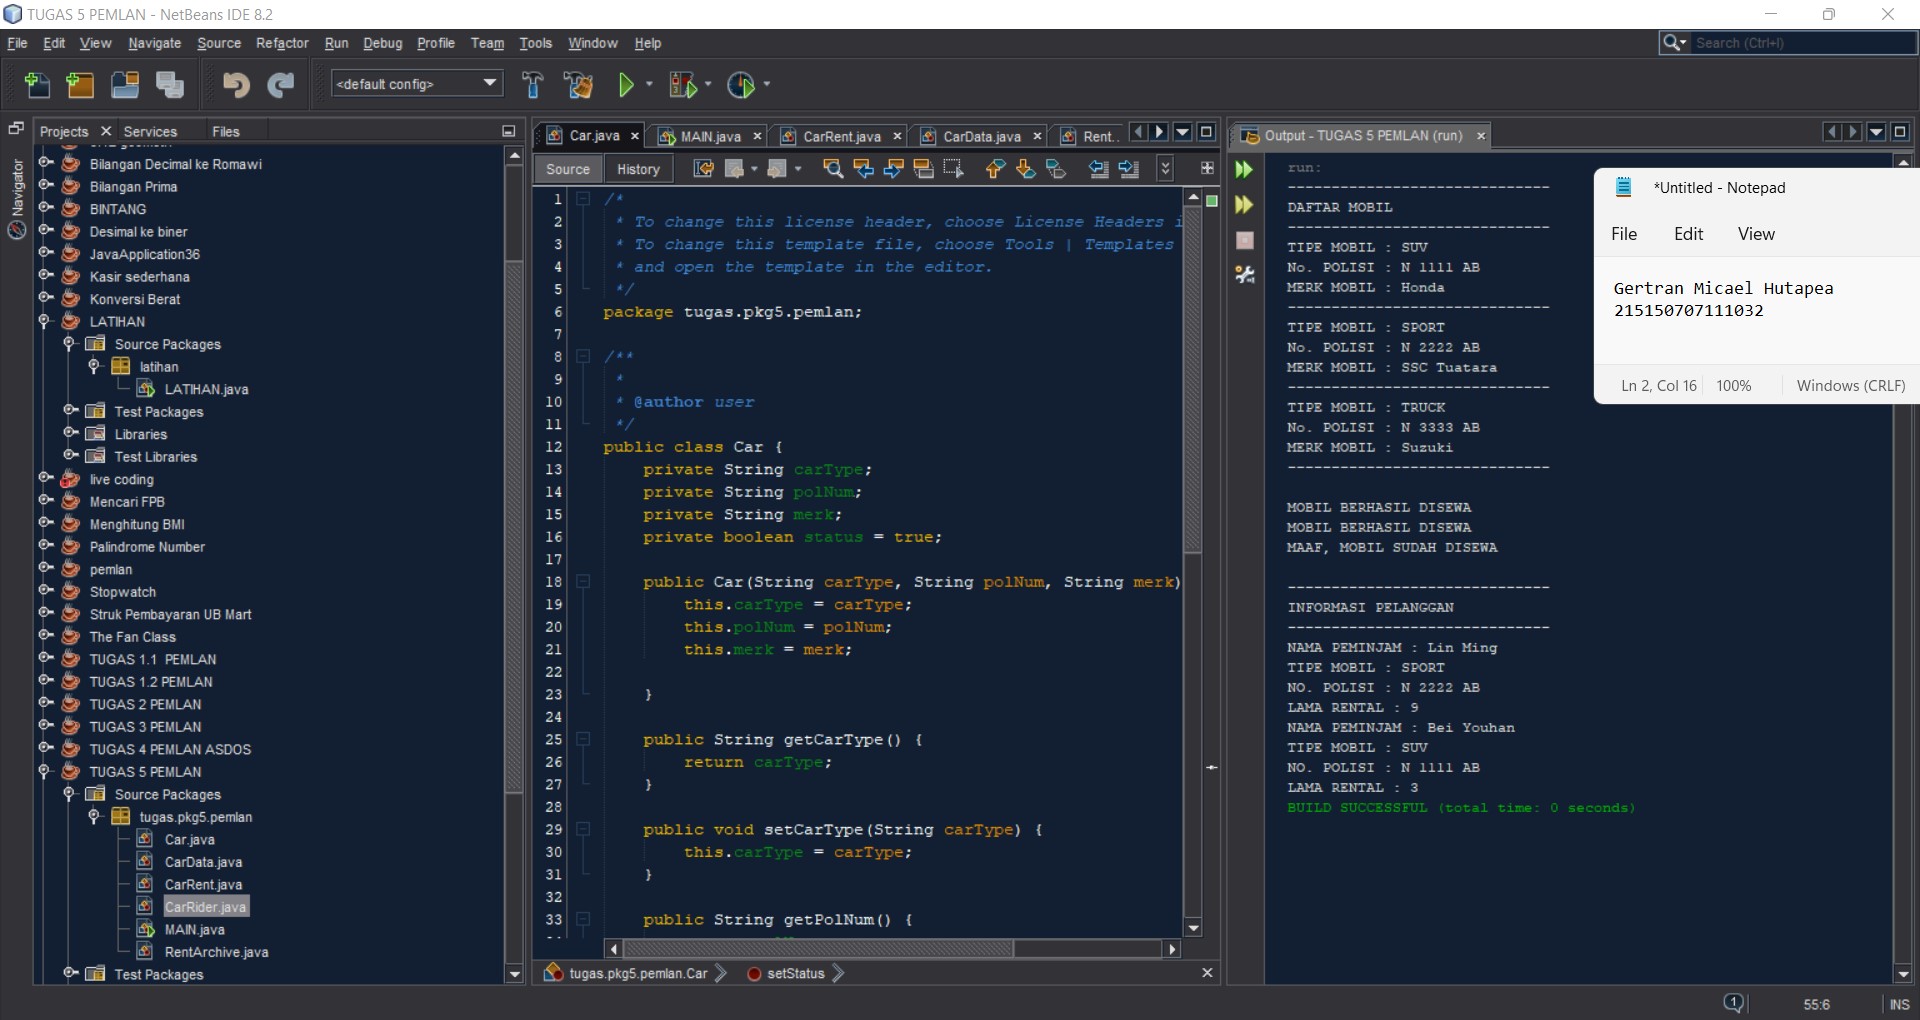 TUGAS 5 PEMLAN - NetBeans IDE 8.2
File Edit View Navigate Source Refactor Run Debug Profile Team Tools Window Help
Search (Ctrl+I)
<default config>
Navigator
Projects Services Files
Bilangan Decimal ke Romawi
Bilangan Prima
BINTANG
Desimal ke biner
JavaApplication36
Kasir sederhana
Konversi Berat
LATIHAN
Source Packages
latihan
LATIHAN.java
Test Packages
Libraries
Test Libraries
live coding
Mencari FPB
Menghitung BMI
Palindrome Number
pemlan
Stopwatch
Struk Pembayaran UB Mart
The Fan Class
TUGAS 1.1 PEMLAN
TUGAS 1.2 PEMLAN
TUGAS 2 PEMLAN
TUGAS 3 PEMLAN
TUGAS 4 PEMLAN ASDOS
TUGAS 5 PEMLAN
Source Packages
tugas.pkg5.pemlan
Car.java
CarData.java
CarRent.java
CarRider.java
MAIN.java
RentArchive.java
Test Packages
Car.java MAIN.java CarRent.java CarData.java Rent..
Source History
1 /*
2 * To change this license header, choose License Headers i
3 * To change this template file, choose Tools | Templates
4 * and open the template in the editor.
5 */
6 package tugas.pkg5.pemlan;
7
8 /**
9 *
10 * @author user
11 */
12 public class Car {
13 private String carType;
14 private String polNum;
15 private String merk;
16 private boolean status = true;
17
18 public Car(String carType, String polNum, String merk)
19 this.carType = carType;
20 this.polNum = polNum;
21 this.merk = merk;
22
23 }
24
25 public String getCarType() {
26 return carType;
27 }
28
29 public void setCarType(String carType) {
30 this.carType = carType;
31 }
32
33 public String getPolNum() {
tugas.pkg5.pemlan.Car setStatus
Output - TUGAS 5 PEMLAN (run)
run:
--------------------------------
DAFTAR MOBIL
--------------------------------
TIPE MOBIL : SUV
No. POLISI : N 1111 AB
MERK MOBIL : Honda
--------------------------------
TIPE MOBIL : SPORT
No. POLISI : N 2222 AB
MERK MOBIL : SSC Tuatara
--------------------------------
TIPE MOBIL : TRUCK
No. POLISI : N 3333 AB
MERK MOBIL : Suzuki
--------------------------------
MOBIL BERHASIL DISEWA
MOBIL BERHASIL DISEWA
MAAF, MOBIL SUDAH DISEWA
--------------------------------
INFORMASI PELANGGAN
--------------------------------
NAMA PEMINJAM : Lin Ming
TIPE MOBIL : SPORT
NO. POLISI : N 2222 AB
LAMA RENTAL : 9
NAMA PEMINJAM : Bei Youhan
TIPE MOBIL : SUV
NO. POLISI : N 1111 AB
LAMA RENTAL : 3
BUILD SUCCESSFUL (total time: 0 seconds)
*Untitled - Notepad
File Edit View
Gertran Micael Hutapea
215150707111032
Ln 2, Col 16 100% Windows (CRLF)
1 55:6 INS